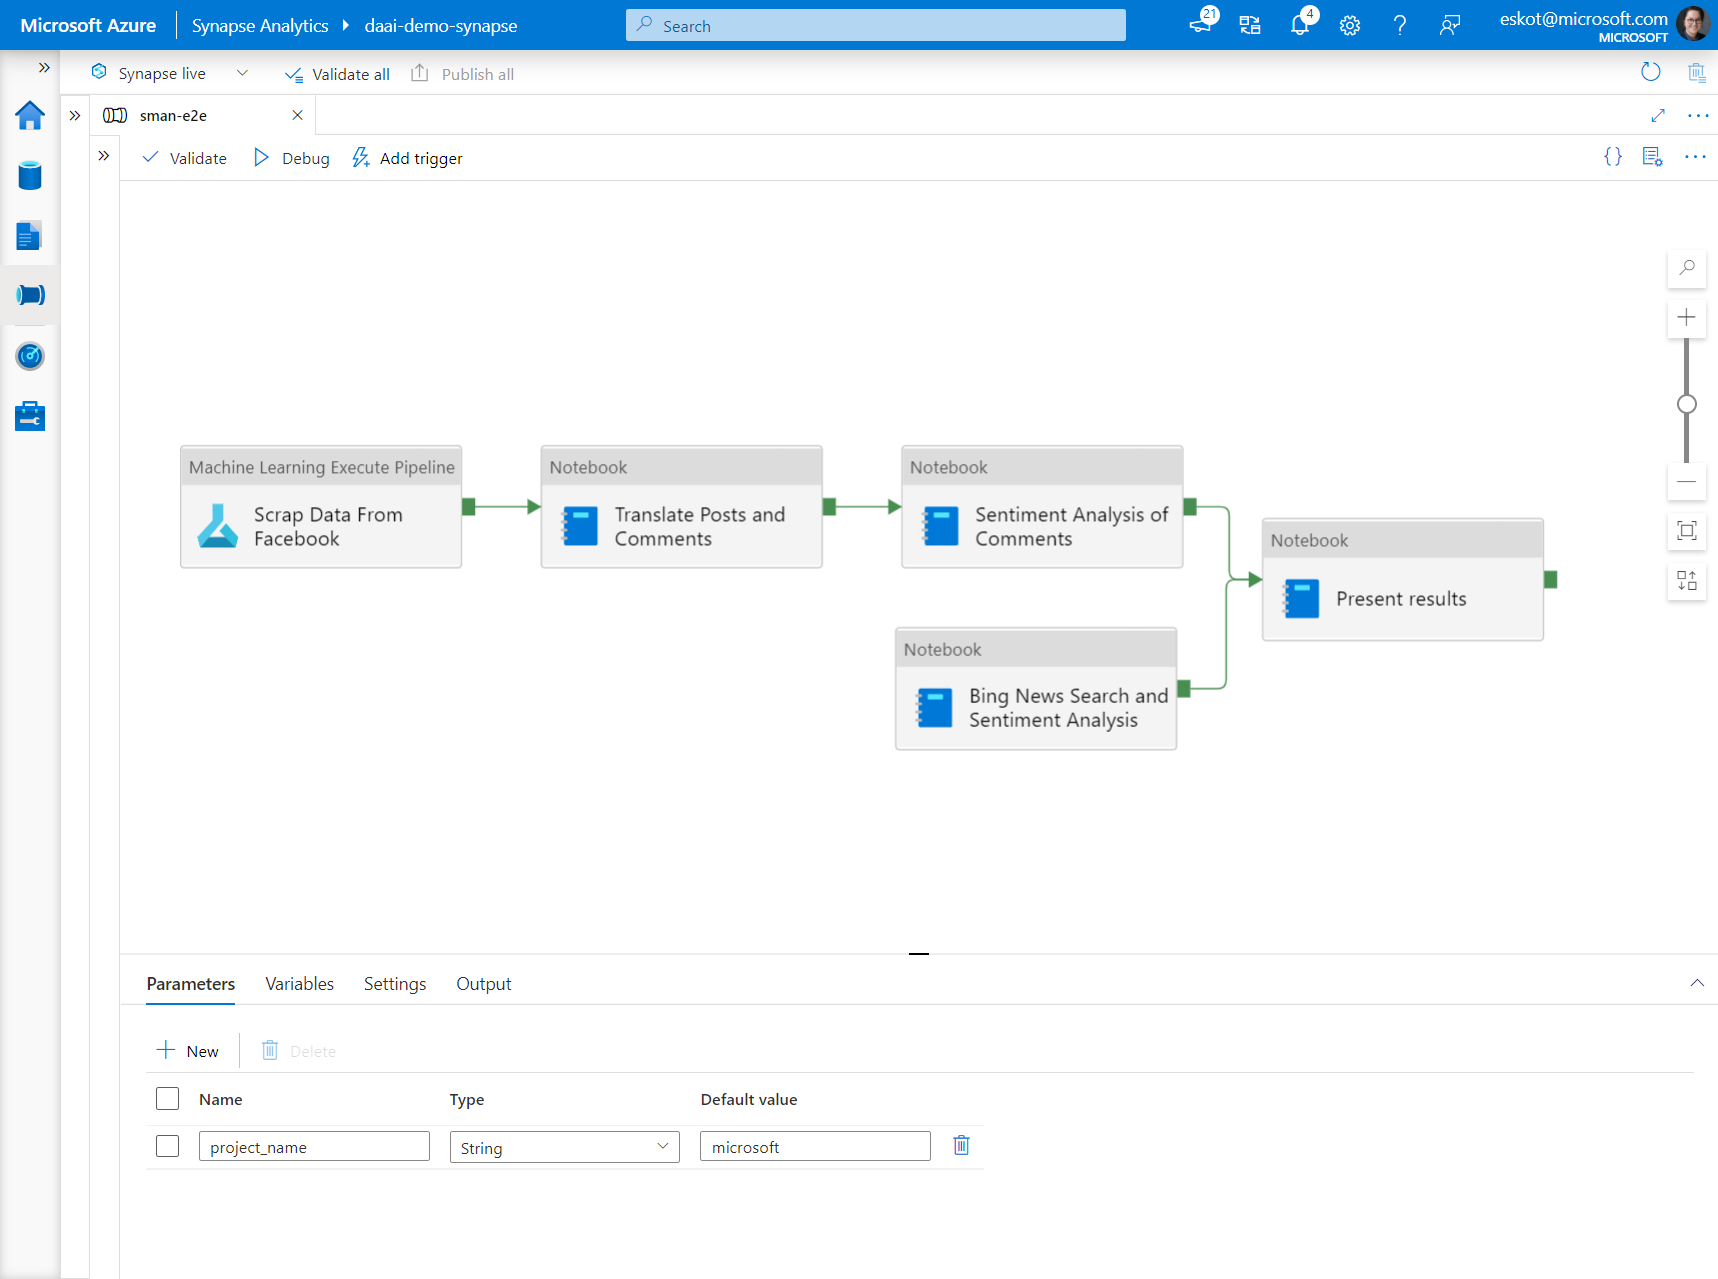 Microsoft Azure
Synapse Analytics
daai-demo-synapse
Search
21
4
eskot@microsoft.com
MICROSOFT
Synapse live
Validate all
Publish all
sman-e2e
Validate
Debug
Add trigger
{}
Machine Learning Execute Pipeline
Scrap Data From
Facebook
Notebook
Translate Posts and
Comments
Notebook
Sentiment Analysis of
Comments
Notebook
Present results
Notebook
Bing News Search and
Sentiment Analysis
Parameters
Variables
Settings
Output
New
Delete
Name
Type
Default value
project_name
String
microsoft